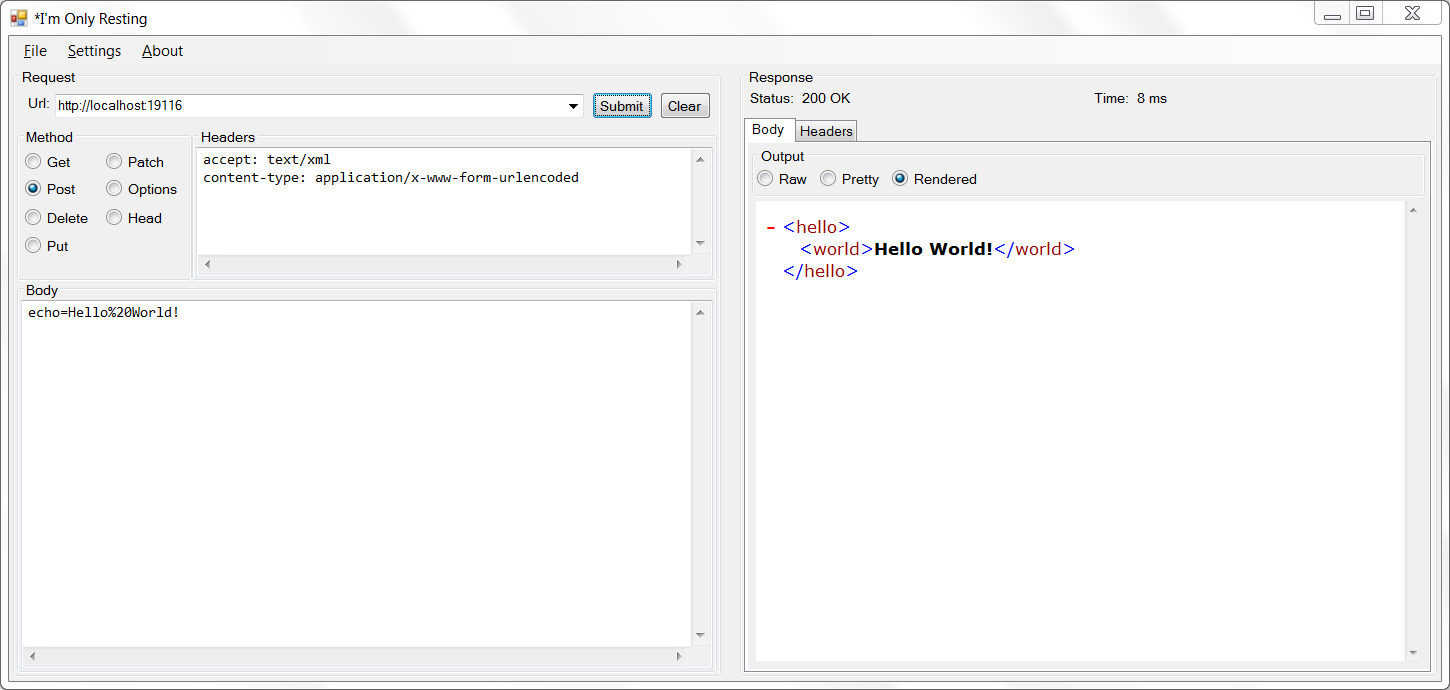 *I'm Only Resting
File Settings About
Request
Url: http://localhost:19116 Submit Clear
Method
Get Patch
Post Options
Delete Head
Put
Headers
accept: text/xml
content-type: application/x-www-form-urlencoded
Body
echo=Hello%20World!
Response
Status: 200 OK Time: 8 ms
Body Headers
Output
Raw Pretty Rendered
- <hello>
<world>Hello World!</world>
</hello>